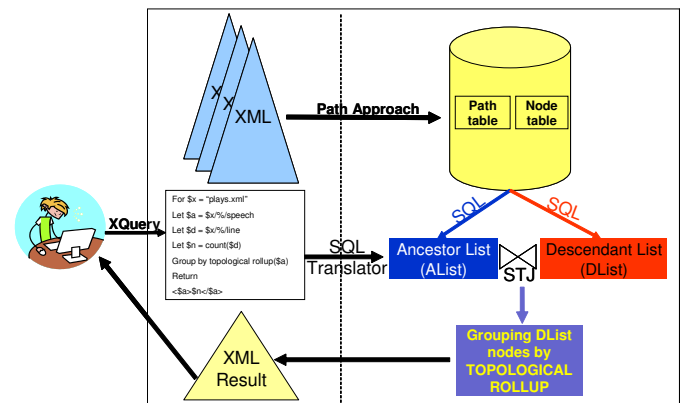 X
X
XML
Path Approach
Path
table
Node
table
XQuery
For $x = "plays.xml"
Let $a = $x/%/speech
Let $d = $x/%/line
Let $n = count($d)
Group by topological rollup($a)
Return
<$a>$n</$a>
SQL
Translator
SQL
SQL
Ancestor List
(AList)
STJ
Descendant List
(DList)
Grouping DList
nodes by
TOPOLOGICAL
ROLLUP
XML
Result